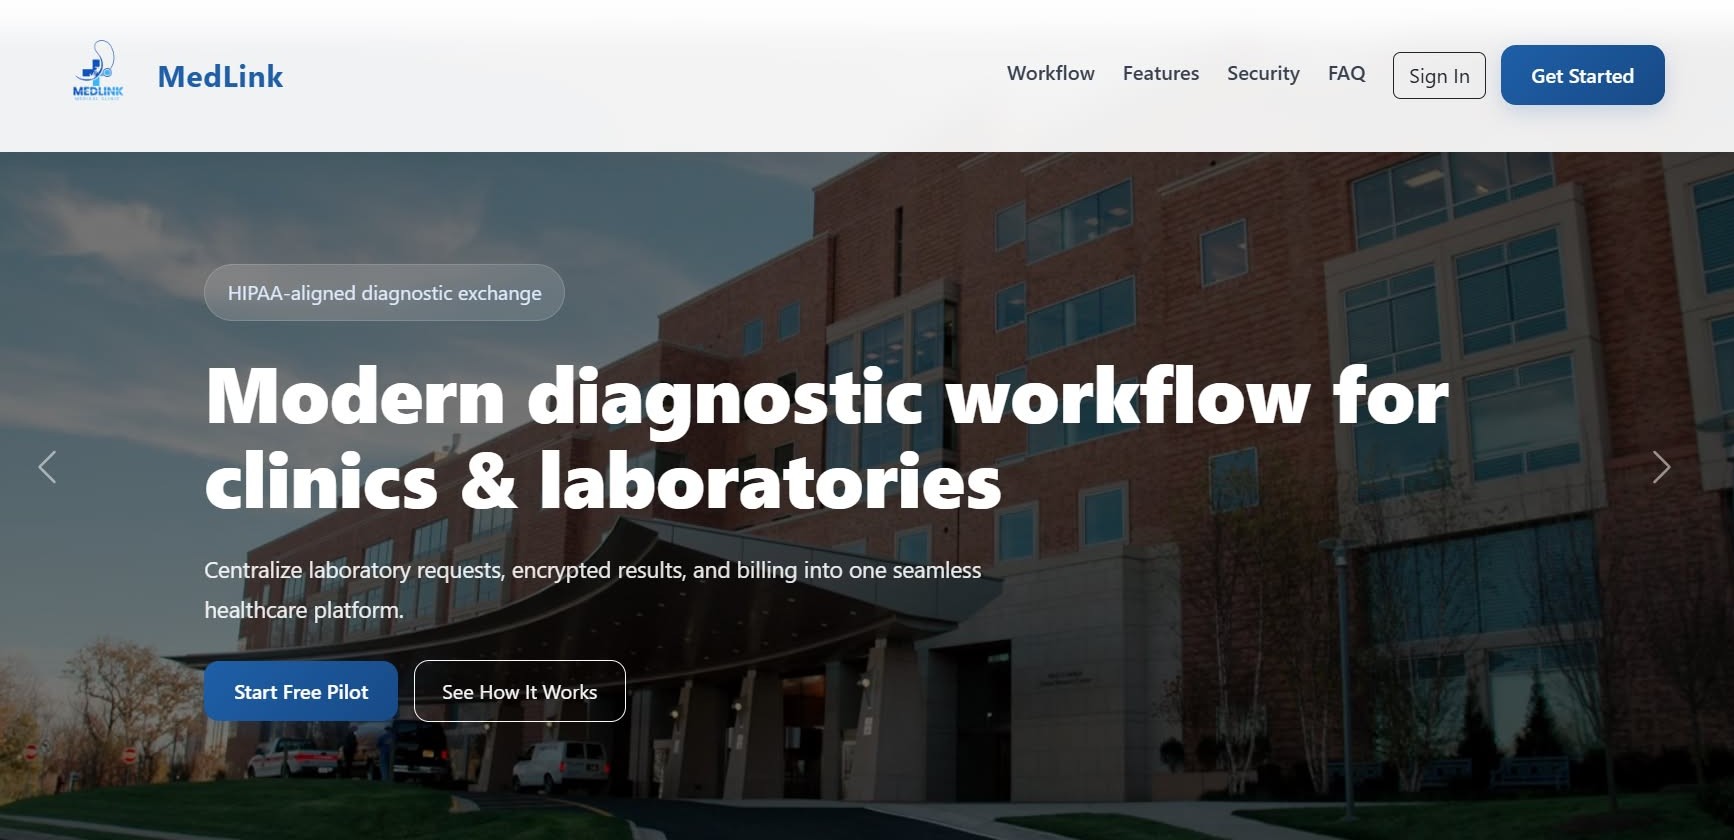 MEDLINK
MEDICAL CLINIC
MedLink
Workflow
Features
Security
FAQ
Sign In
Get Started
HIPAA-aligned diagnostic exchange
Modern diagnostic workflow for
clinics & laboratories
Centralize laboratory requests, encrypted results, and billing into one seamless
healthcare platform.
Start Free Pilot
See How It Works